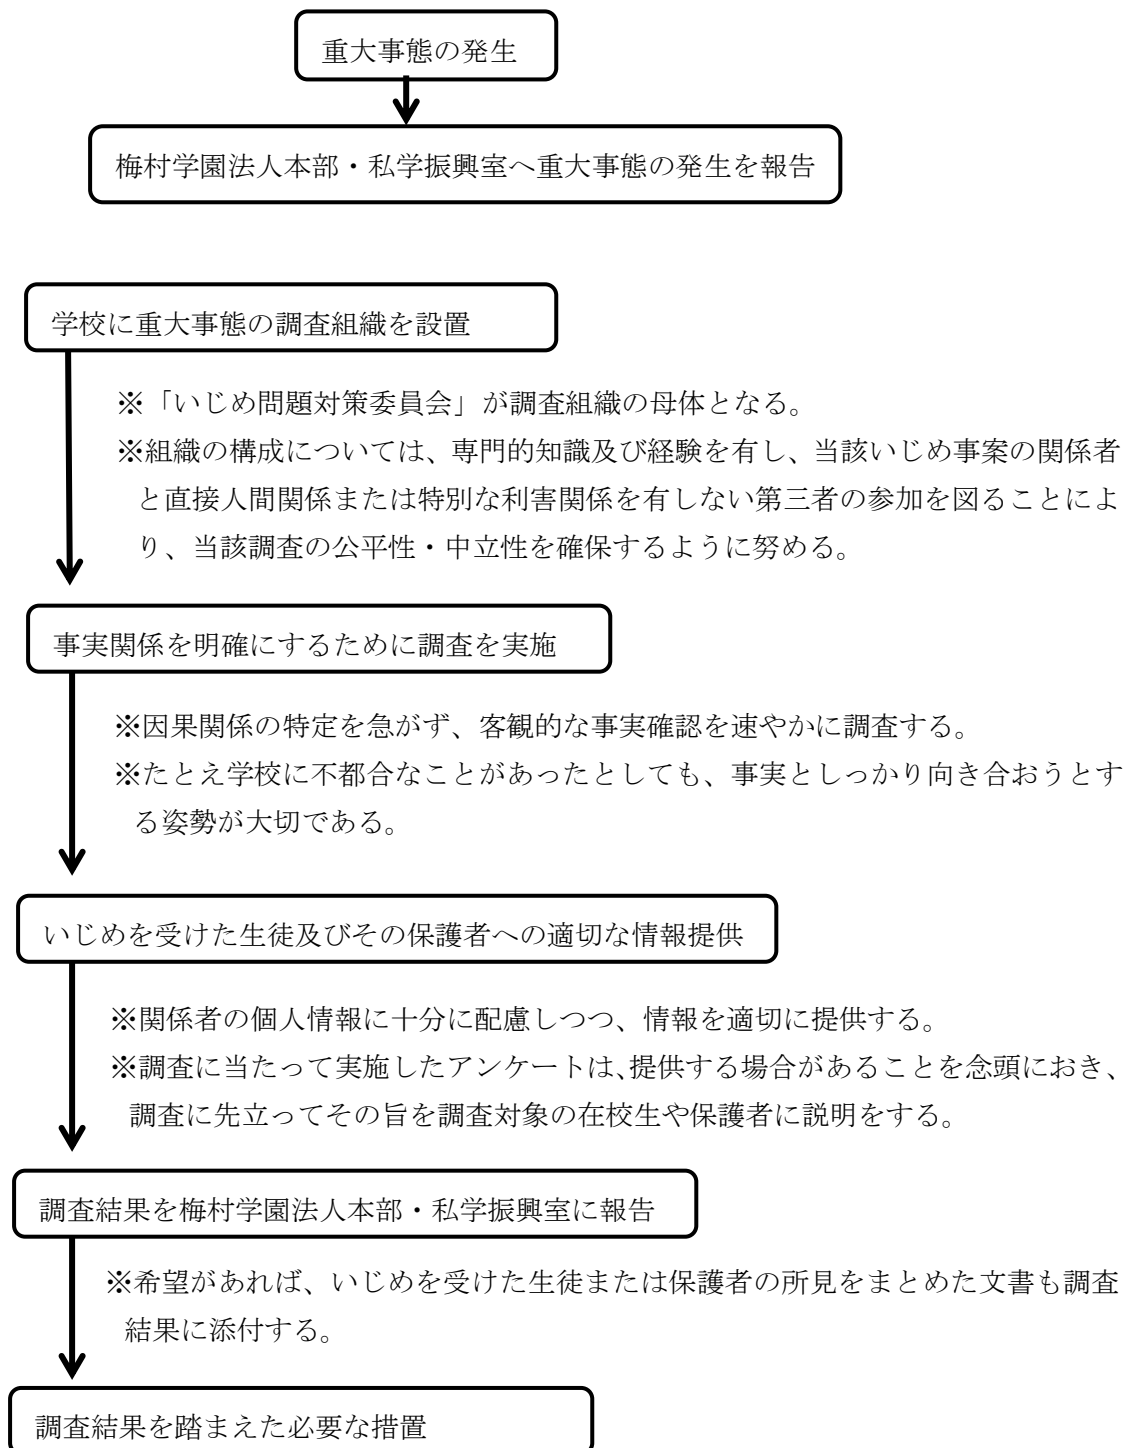 重大事態の発生
梅村学園法人本部・私学振興室へ重大事態の発生を報告
学校に重大事態の調査組織を設置
※「いじめ問題対策委員会」が調査組織の母体となる。
※組織の構成については、専門的知識及び経験を有し、当該いじめ事案の関係者
と直接人間関係または特別な利害関係を有しない第三者の参加を図ることによ
り、当該調査の公平性・中立性を確保するように努める。
事実関係を明確にするために調査を実施
※因果関係の特定を急がず、客観的な事実確認を速やかに調査する。
※たとえ学校に不都合なことがあったとしても、事実としっかり向き合おうとす
る姿勢が大切である。
いじめを受けた生徒及びその保護者への適切な情報提供
※関係者の個人情報に十分に配慮しつつ、情報を適切に提供する。
※調査に当たって実施したアンケートは、提供する場合があることを念頭におき、
調査に先立ってその旨を調査対象の在校生や保護者に説明をする。
調査結果を梅村学園法人本部・私学振興室に報告
※希望があれば、いじめを受けた生徒または保護者の所見をまとめた文書も調査
結果に添付する。
調査結果を踏まえた必要な措置